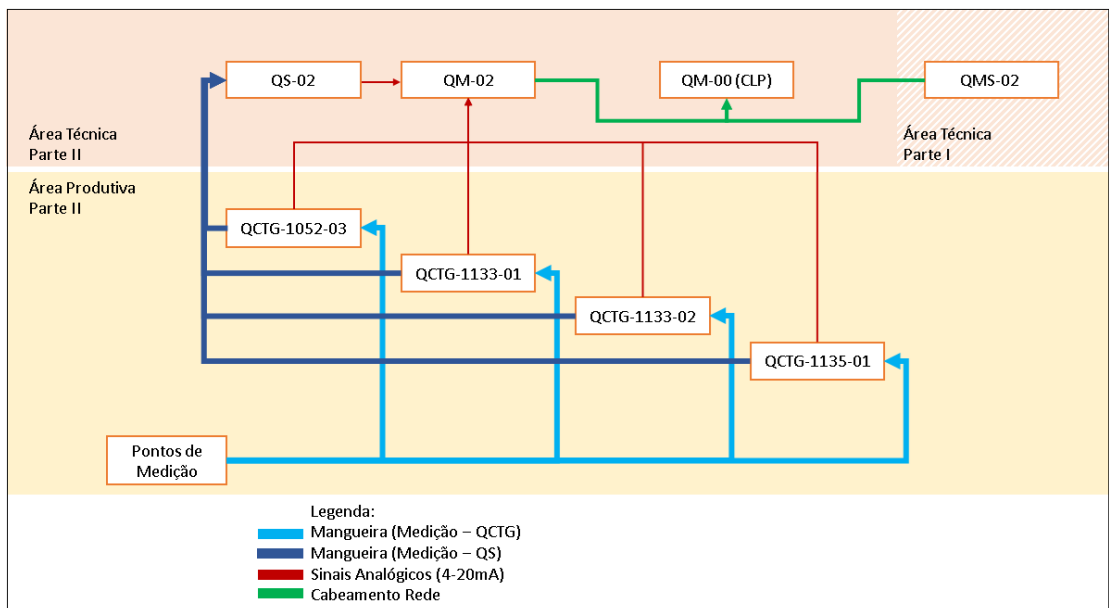 QS-02
QM-02
QM-00 (CLP)
QMS-02
Área Técnica
Parte II
Área Técnica
Parte I
Área Produtiva
Parte II
QCTG-1052-03
QCTG-1133-01
QCTG-1133-02
QCTG-1135-01
Pontos de
Medição
Legenda:
Mangueira (Medição – QCTG)
Mangueira (Medição – QS)
Sinais Analógicos (4-20mA)
Cabeamento Rede